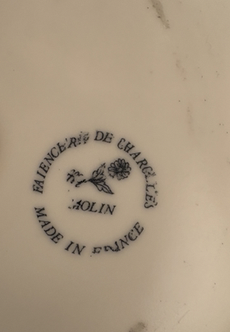 FAIENCERIE DE CHAROLLES
MOLIN
MADE IN FRANCE